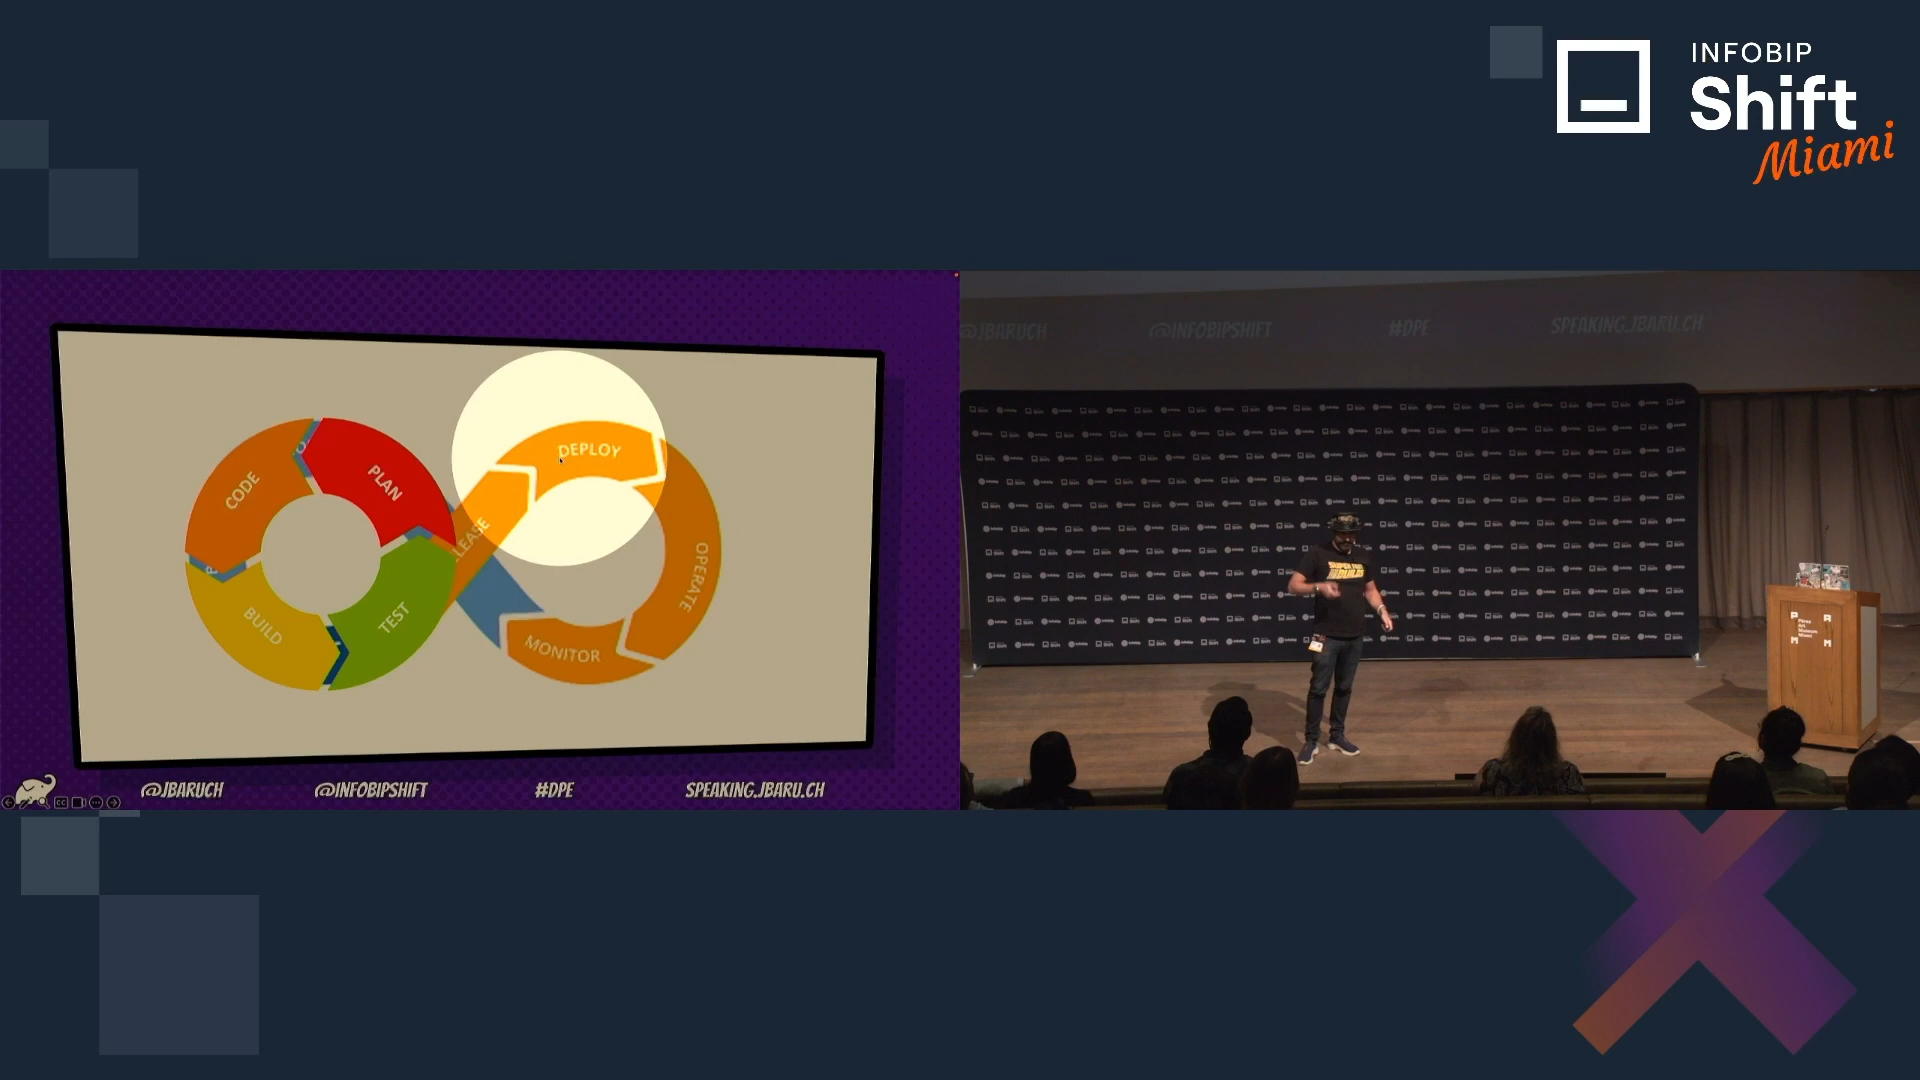 INFOBIP
Shift
Miami
CODE
PLAN
BUILD
TEST
LEASE
DEPLOY
OPERATE
MONITOR
@JBARUCH
@INFOBIPSHIFT
#DPE
SPEAKING.JBARU.CH
@JBARUCH
@INFOBIPSHIFT
#DPE
SPEAKING.JBARU.CH